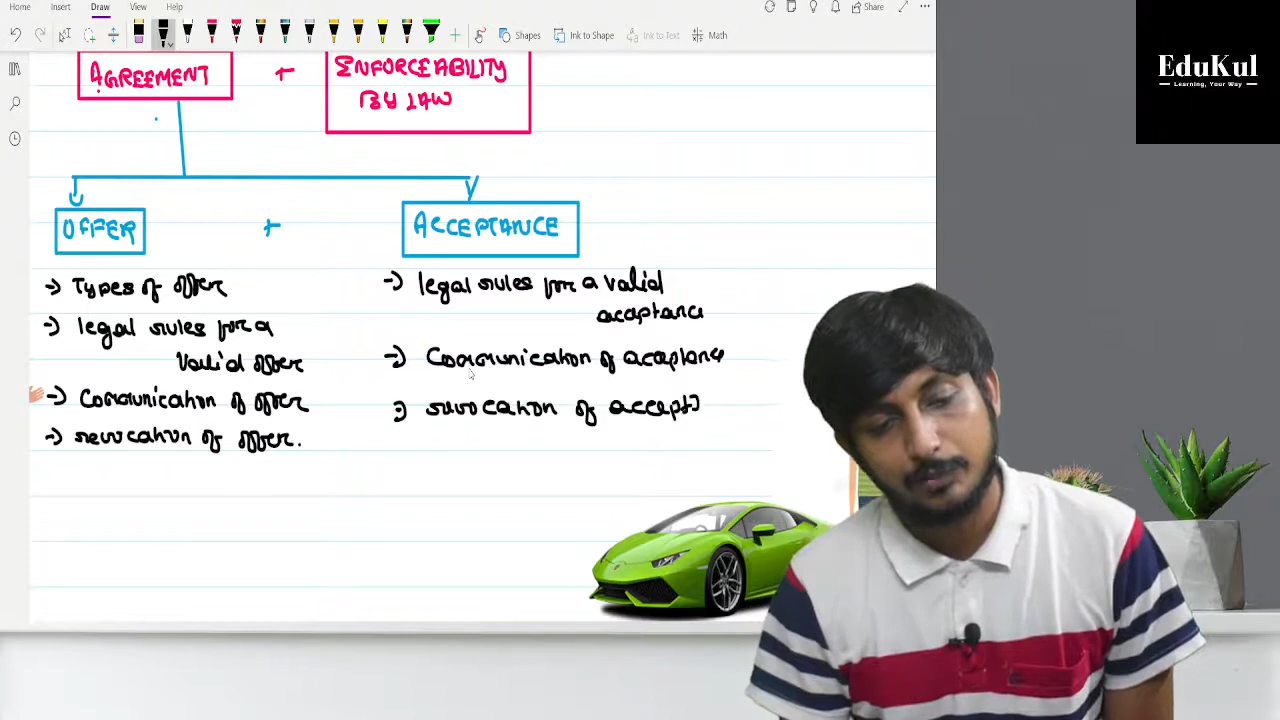 Home Insert Draw View Help Share
Shapes Ink to Shape Ink to Text Math
EduKul
Learning, Your Way
AGREEMENT + ENFORCEABILITY
BY LAW
OFFER + ACCEPTANCE
→ Types of offer
→ legal rules for a
valid offer
→ Communication of offer
→ revocation of offer.
→ legal rules for a valid
acceptance
→ Communication of acceptance
→ revocation of accept